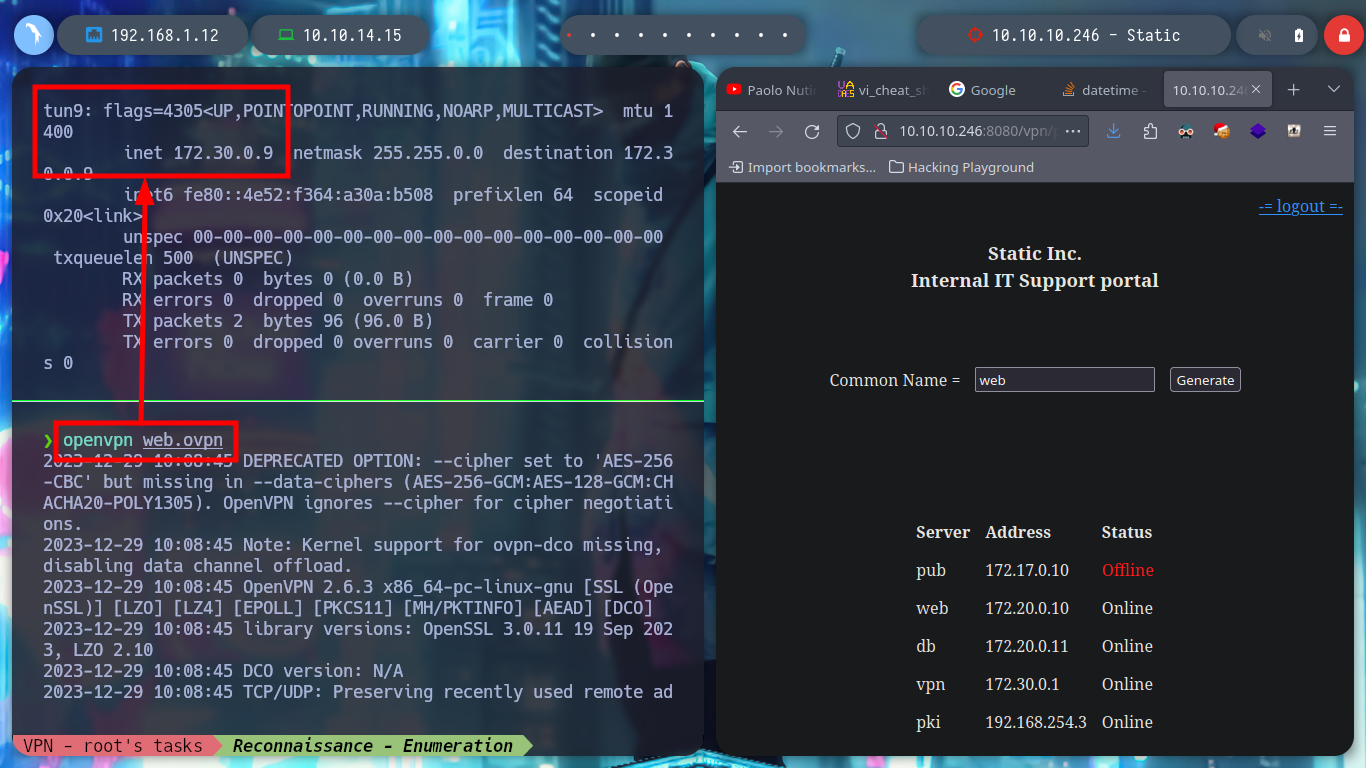 192.168.1.12
10.10.14.15
10.10.10.246 - Static
tun9: flags=4305<UP,POINTOPOINT,RUNNING,NOARP,MULTICAST>  mtu 1
400
inet 172.30.0.9  netmask 255.255.0.0  destination 172.3
0.0.9
inet6 fe80::4e52:f364:a30a:b508  prefixlen 64  scopeid
0x20<link>
unspec 00-00-00-00-00-00-00-00-00-00-00-00-00-00-00-00
txqueuelen 500  (UNSPEC)
RX packets 0  bytes 0 (0.0 B)
RX errors 0  dropped 0  overruns 0  frame 0
TX packets 2  bytes 96 (96.0 B)
TX errors 0  dropped 0 overruns 0  carrier 0  collision
s 0
❯ openvpn web.ovpn
2023-12-29 10:08:45 DEPRECATED OPTION: --cipher set to 'AES-256
-CBC' but missing in --data-ciphers (AES-256-GCM:AES-128-GCM:CH
ACHA20-POLY1305). OpenVPN ignores --cipher for cipher negotiati
ons.
2023-12-29 10:08:45 Note: Kernel support for ovpn-dco missing,
disabling data channel offload.
2023-12-29 10:08:45 OpenVPN 2.6.3 x86_64-pc-linux-gnu [SSL (Ope
nSSL)] [LZO] [LZ4] [EPOLL] [PKCS11] [MH/PKTINFO] [AEAD] [DCO]
2023-12-29 10:08:45 library versions: OpenSSL 3.0.11 19 Sep 202
3, LZO 2.10
2023-12-29 10:08:45 DCO version: N/A
2023-12-29 10:08:45 TCP/UDP: Preserving recently used remote ad
VPN - root's tasks
Reconnaissance - Enumeration
Paolo Nuti
vi_cheat_sh
Google
datetime -
10.10.10.24
10.10.10.246:8080/vpn/
Import bookmarks...
Hacking Playground
-= logout =-
Static Inc.
Internal IT Support portal
Common Name = web Generate
Server Address Status
pub 172.17.0.10 Offline
web 172.20.0.10 Online
db 172.20.0.11 Online
vpn 172.30.0.1 Online
pki 192.168.254.3 Online